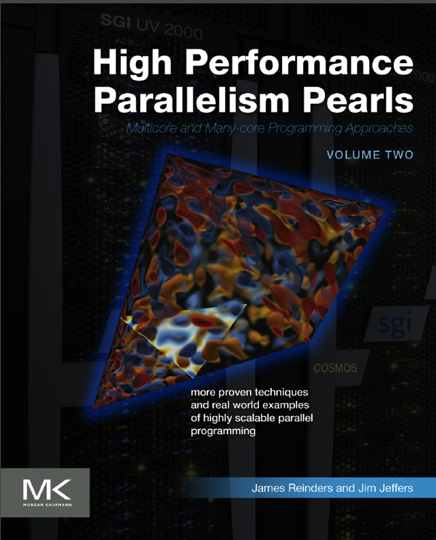 SGI UV 2000
High Performance
Parallelism Pearls
Multicore and Many-core Programming Approaches
VOLUME TWO
sgi
COSMOS
more proven techniques
and real world examples
of highly scalable parallel
programming
MK
MORGAN KAUFMANN
James Reinders and Jim Jeffers